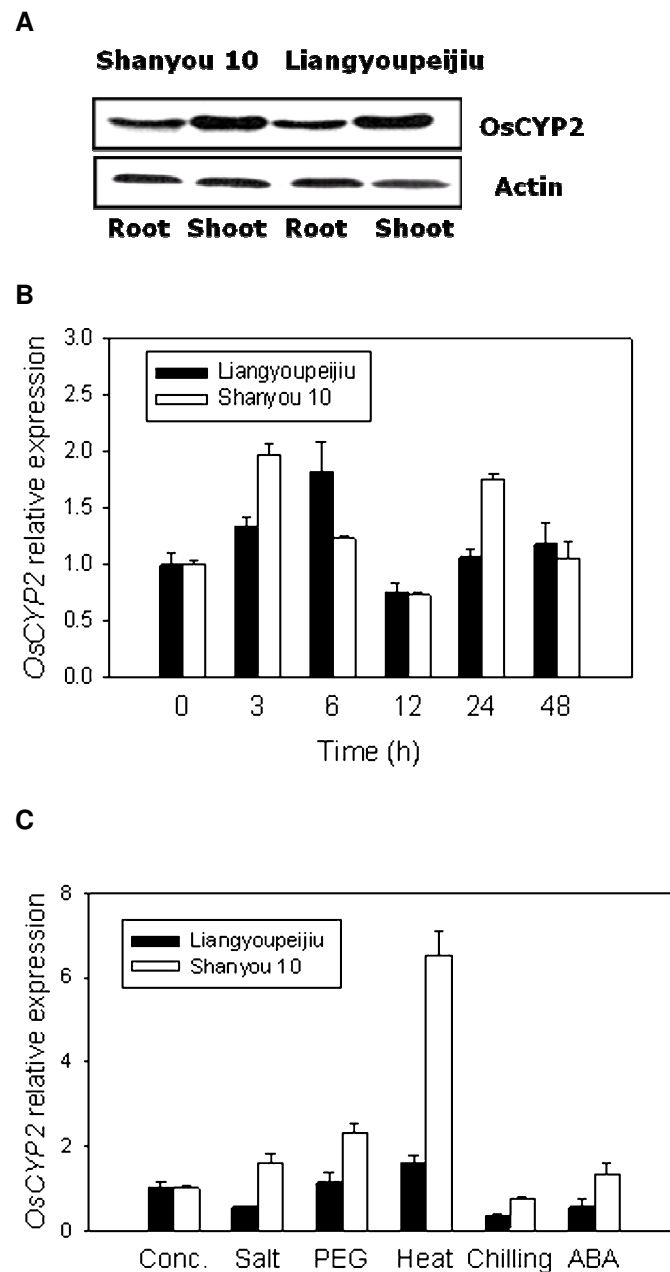 A
Shanyou 10 Liangyoupeijiu
OsCYP2
Actin
Root Shoot Root Shoot
B
OsCYP2 relative expression
3.0
2.5
2.0
1.5
1.0
0.5
0.0
Liangyoupeijiu
Shanyou 10
0 3 6 12 24 48
Time (h)
C
OsCYP2 relative expression
8
6
4
2
0
Liangyoupeijiu
Shanyou 10
Conc. Salt PEG Heat Chilling ABA